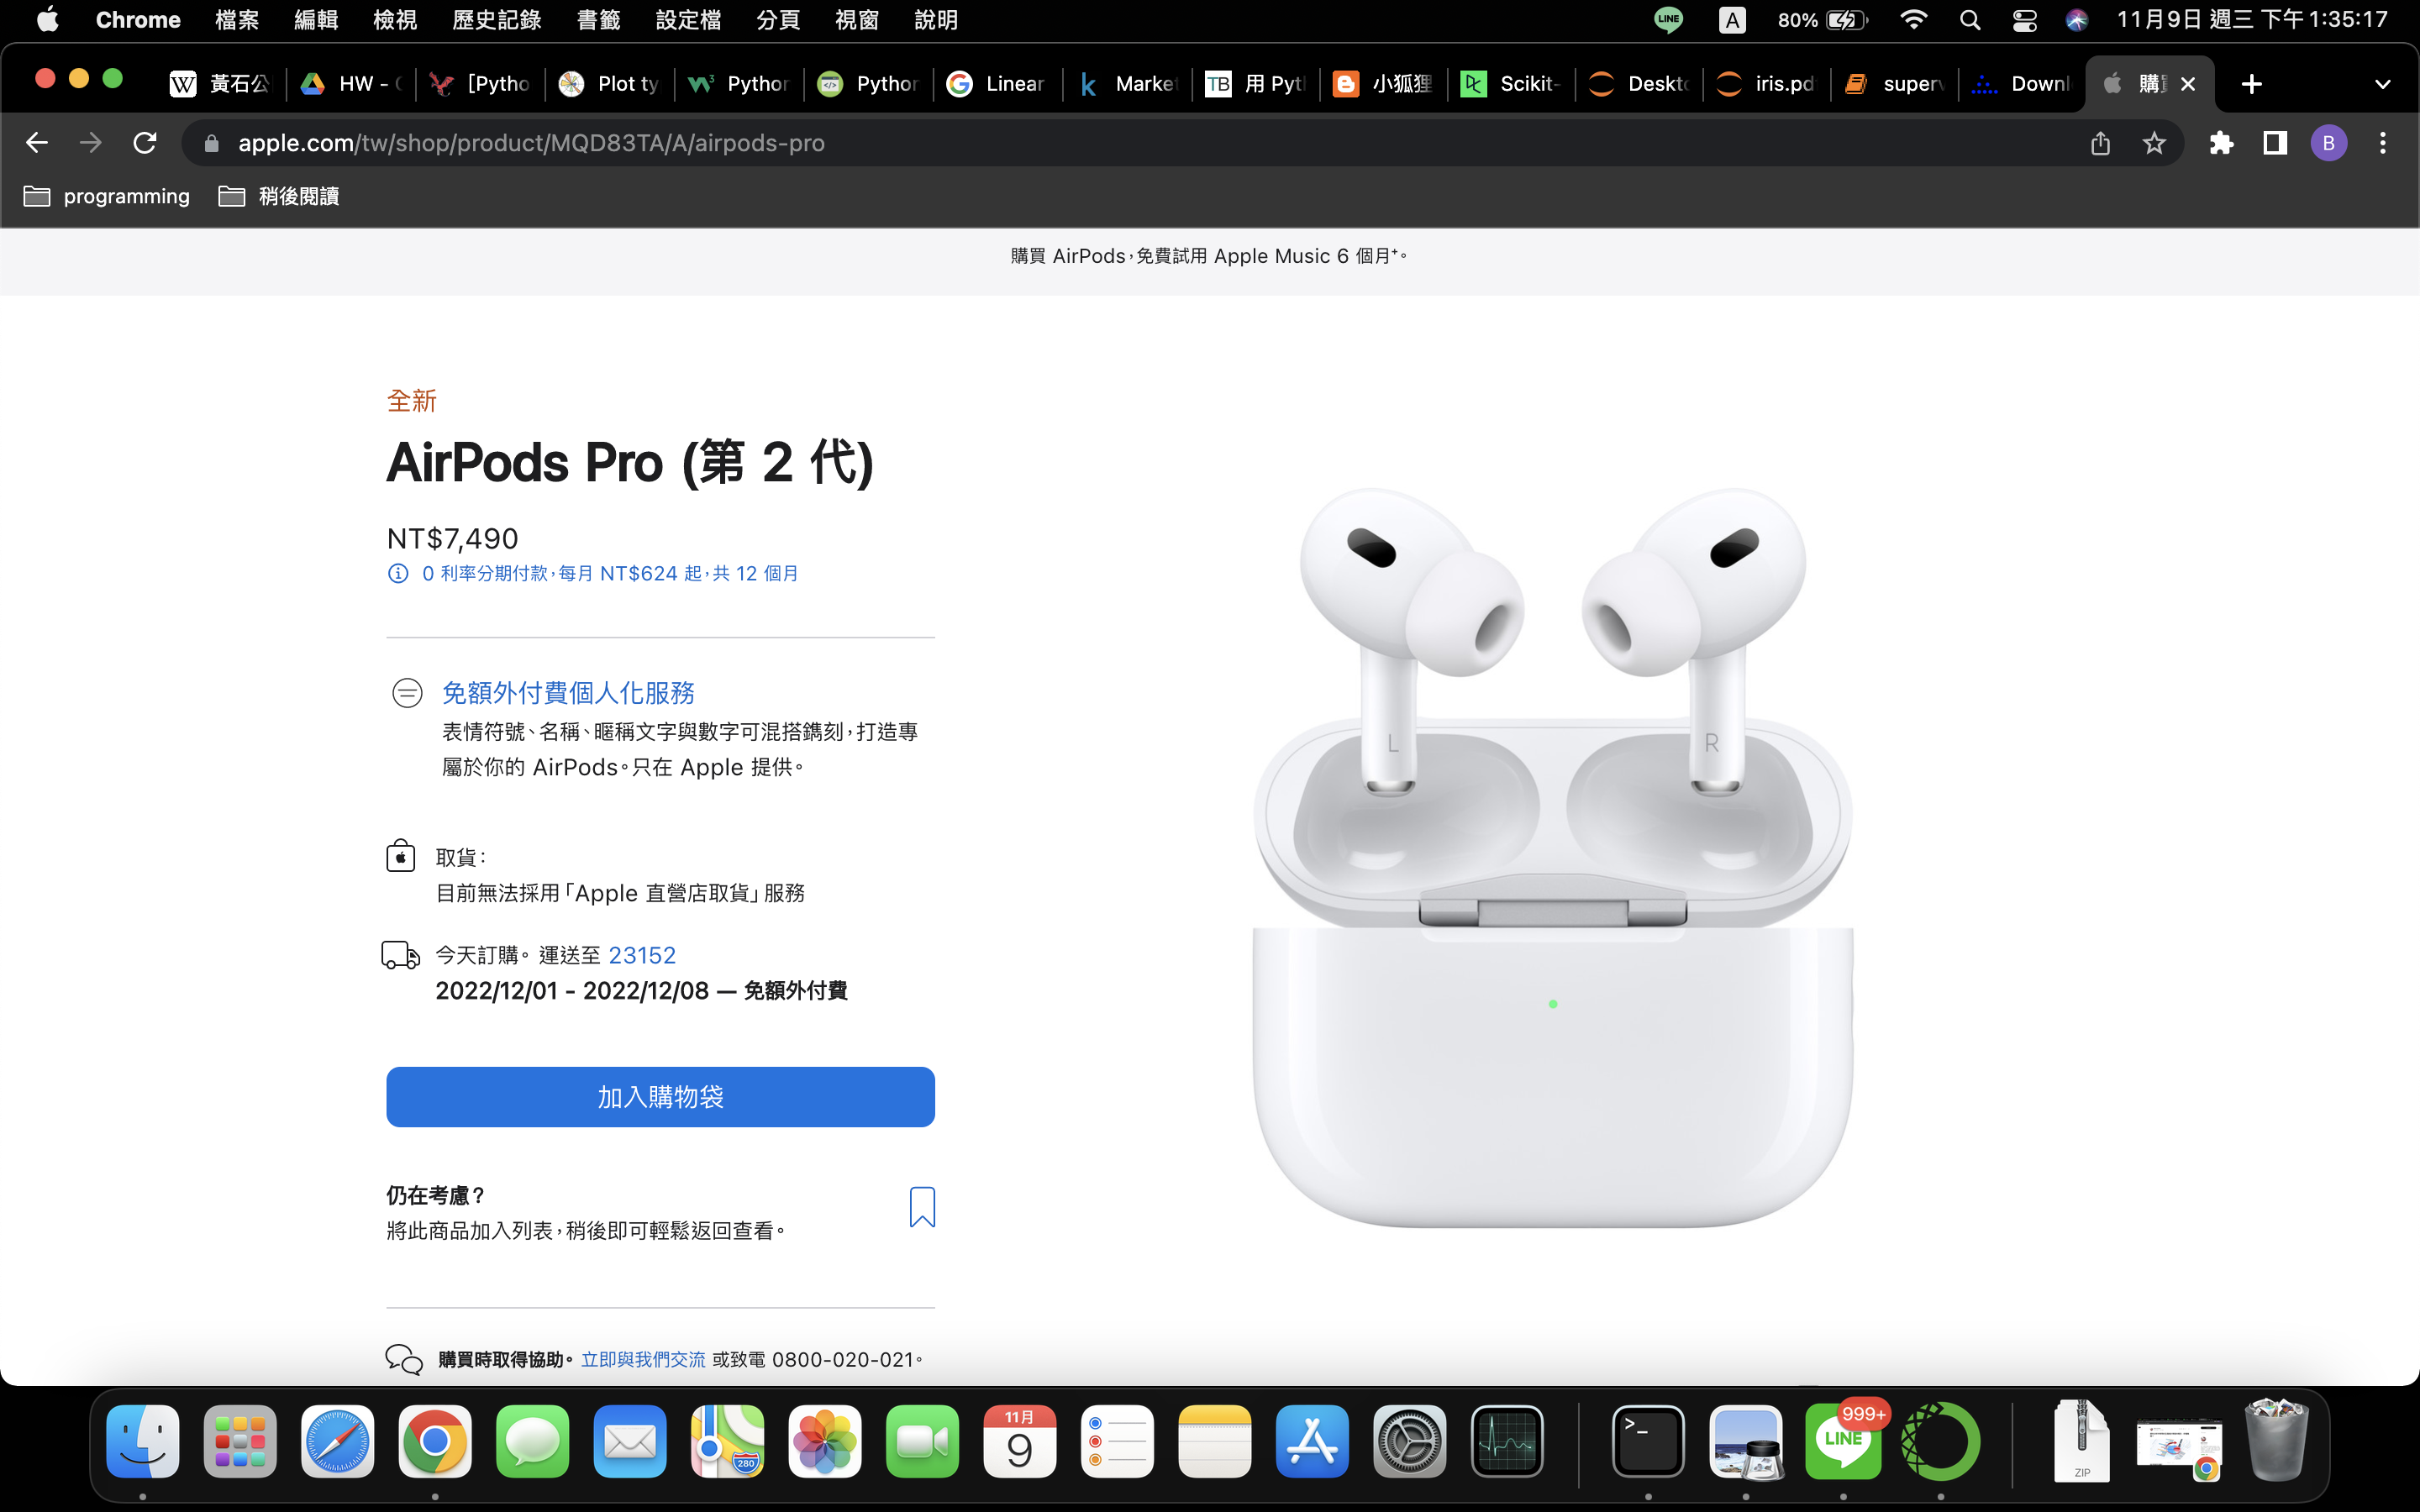 Chrome 檔案 編輯 檢視 歷史記錄 書籤 設定檔 分頁 視窗 說明 LINE A 80% 11月9日 週三 下午 1:35:17
W 黃石公 HW - [Pytho Plot ty W3 Python Python G Linear k Market TB 用 Pyt 小狐狸 Scikit- Deskto iris.pd superv Downl 購買
apple.com/tw/shop/product/MQD83TA/A/airpods-pro B
programming 稍後閱讀
購買 AirPods，免費試用 Apple Music 6 個月⁺。
全新
AirPods Pro (第 2 代)
NT$7,490
0 利率分期付款，每月 NT$624 起，共 12 個月
免額外付費個人化服務
表情符號、名稱、暱稱文字與數字可混搭鐫刻，打造專
屬於你的 AirPods。只在 Apple 提供。
取貨：
目前無法採用「Apple 直營店取貨」服務
今天訂購。 運送至 23152
2022/12/01 - 2022/12/08 — 免額外付費
加入購物袋
仍在考慮？
將此商品加入列表，稍後即可輕鬆返回查看。
購買時取得協助。 立即與我們交流 或致電 0800-020-021。
L R
11月
9
280
>_
LINE
999+
ZIP